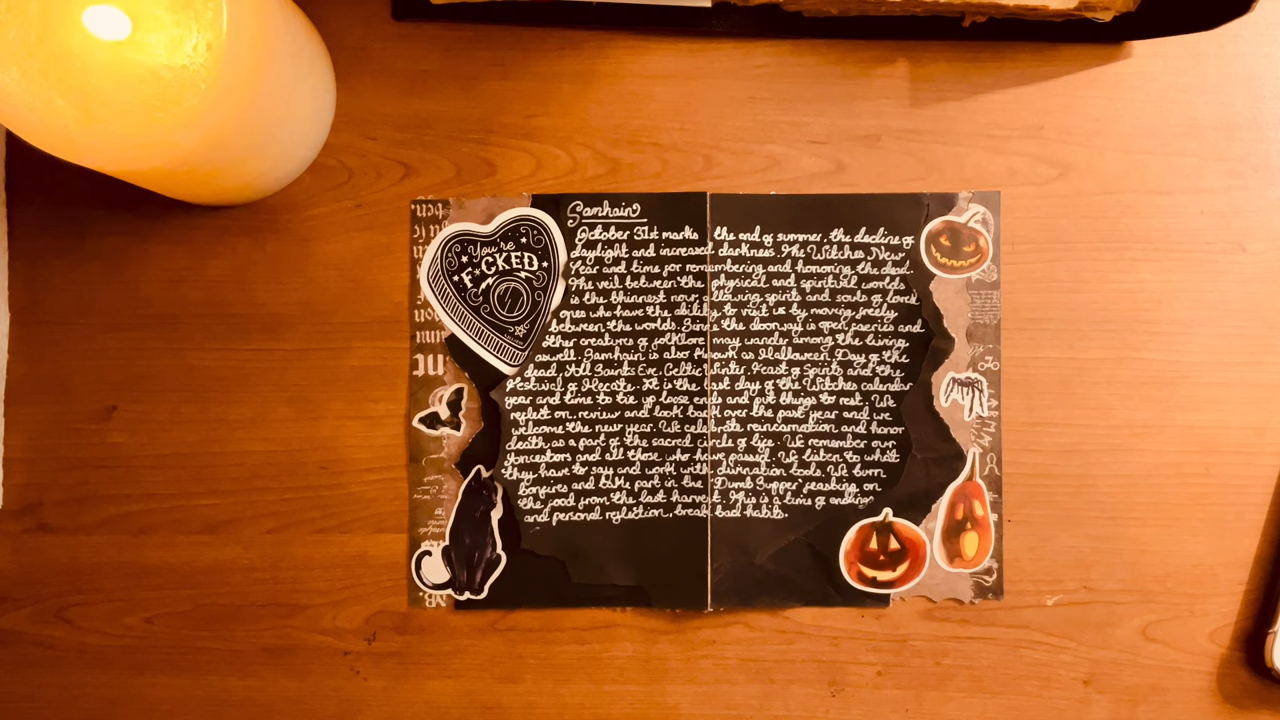 Samhain
You're
F*CKED
October 31st marks the end of summer, the decline of
daylight and increased darkness. The Witches New
Year and time for remembering and honoring the dead.
The veil between the physical and spiritual worlds
is the thinnest now, allowing spirits and souls of loved
ones who have the ability to visit us by moving freely
between the worlds. Since the doorway is open, faeries and
other creatures of folklore may wander among the living
aswell. Samhain is also known as Halloween, Day of the
dead, All Saints Eve, Celtic Winter, Feast of Spirits and the
Festival of Hecate. It is the last day of the Witches calendar
year and time to tie up loose ends and put things to rest. We
reflect on, review and look back over the past year and we
welcome the new year. We celebrate reincarnation and honor
death as a part of the sacred circle of life. We remember our
Ancestors and all those who have passed. We listen to what
they have to say and work with divination tools. We burn
bonfires and take part in the "Dumb Supper" feasting on
the food from the last harvest. This is a time of endings
and personal reflection, break bad habits.